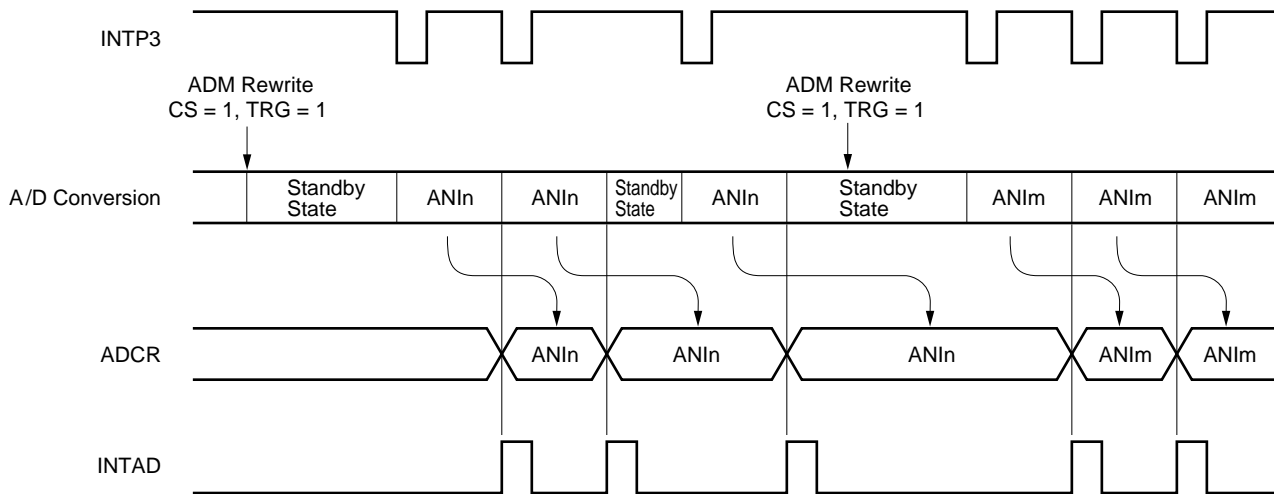 INTP3
ADM Rewrite
CS = 1, TRG = 1
ADM Rewrite
CS = 1, TRG = 1
A/D Conversion
Standby
State
ANIn
ANIn
Standby
State
ANIn
Standby
State
ANIm
ANIm
ANIm
ADCR
ANIn
ANIn
ANIn
ANIm
ANIm
INTAD